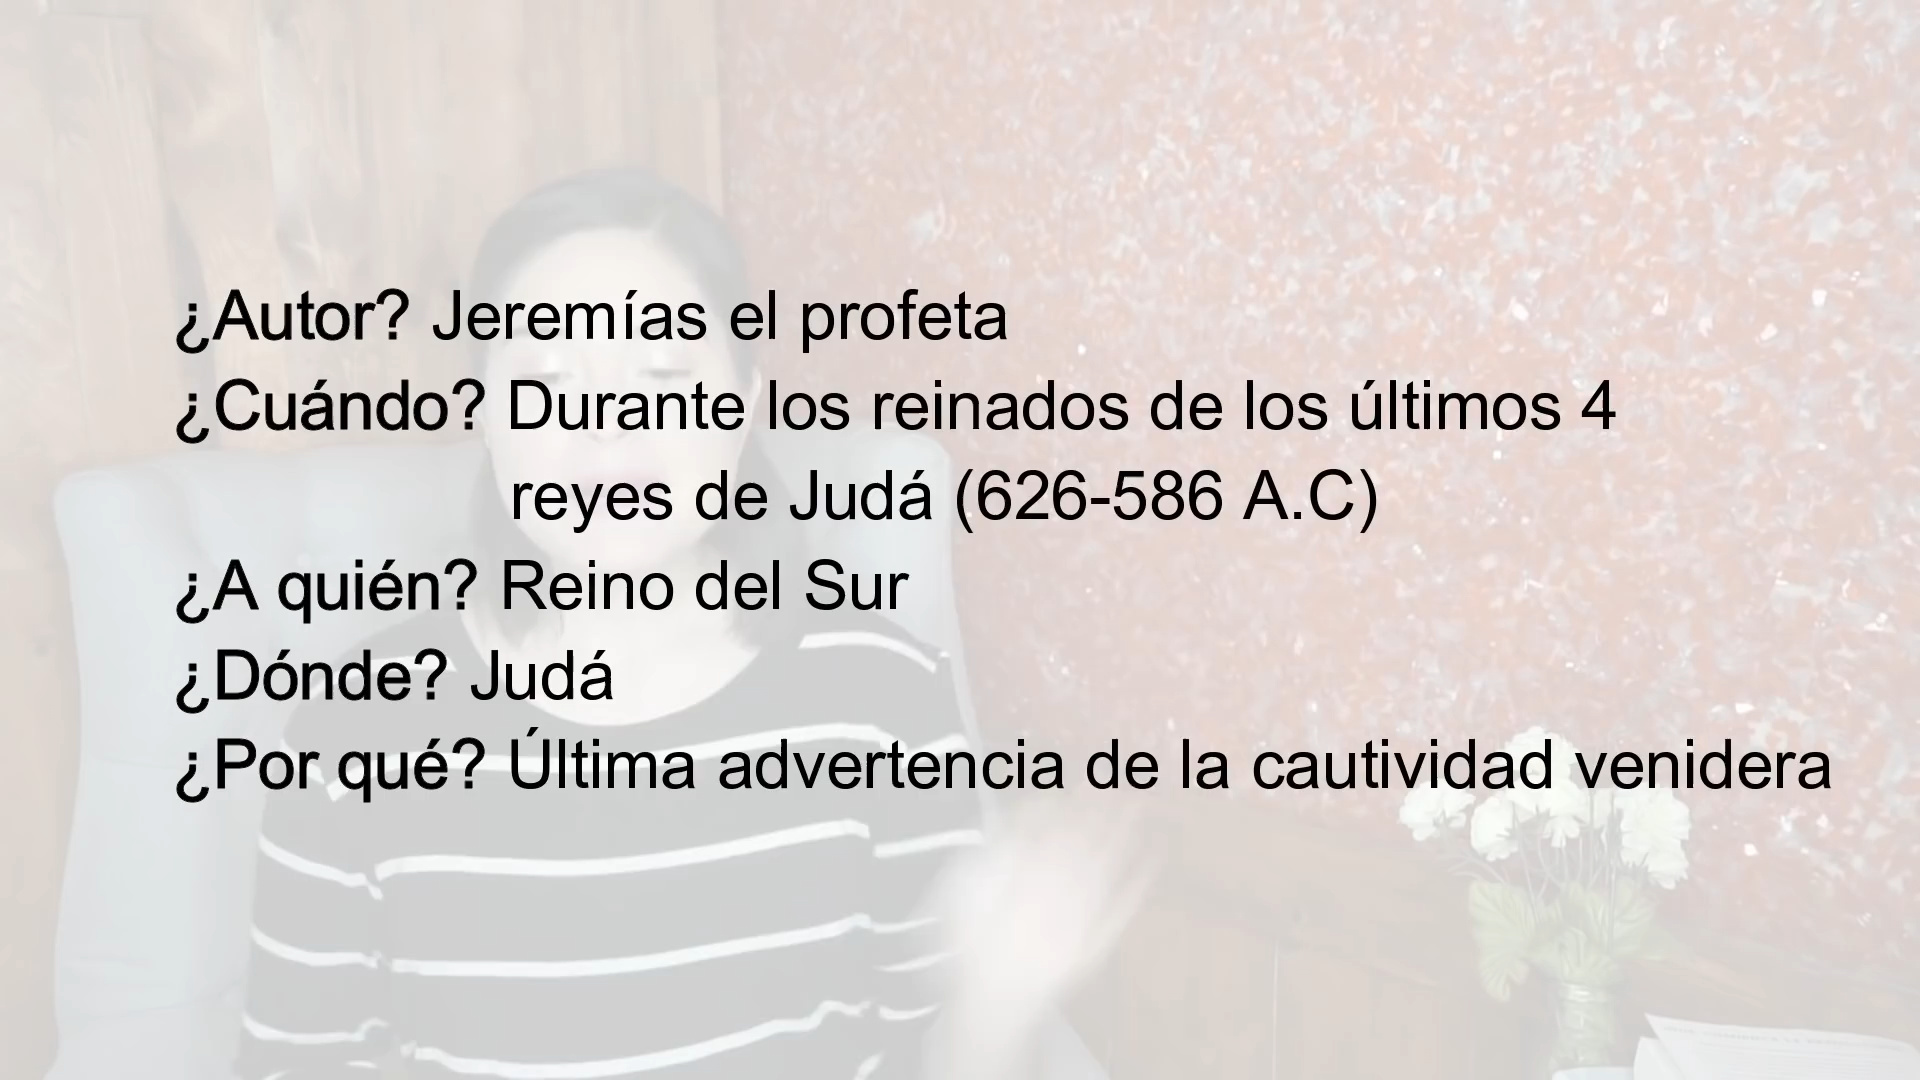 ¿Autor? Jeremías el profeta
¿Cuándo? Durante los reinados de los últimos 4
reyes de Judá (626-586 A.C)
¿A quién? Reino del Sur
¿Dónde? Judá
¿Por qué? Última advertencia de la cautividad venidera